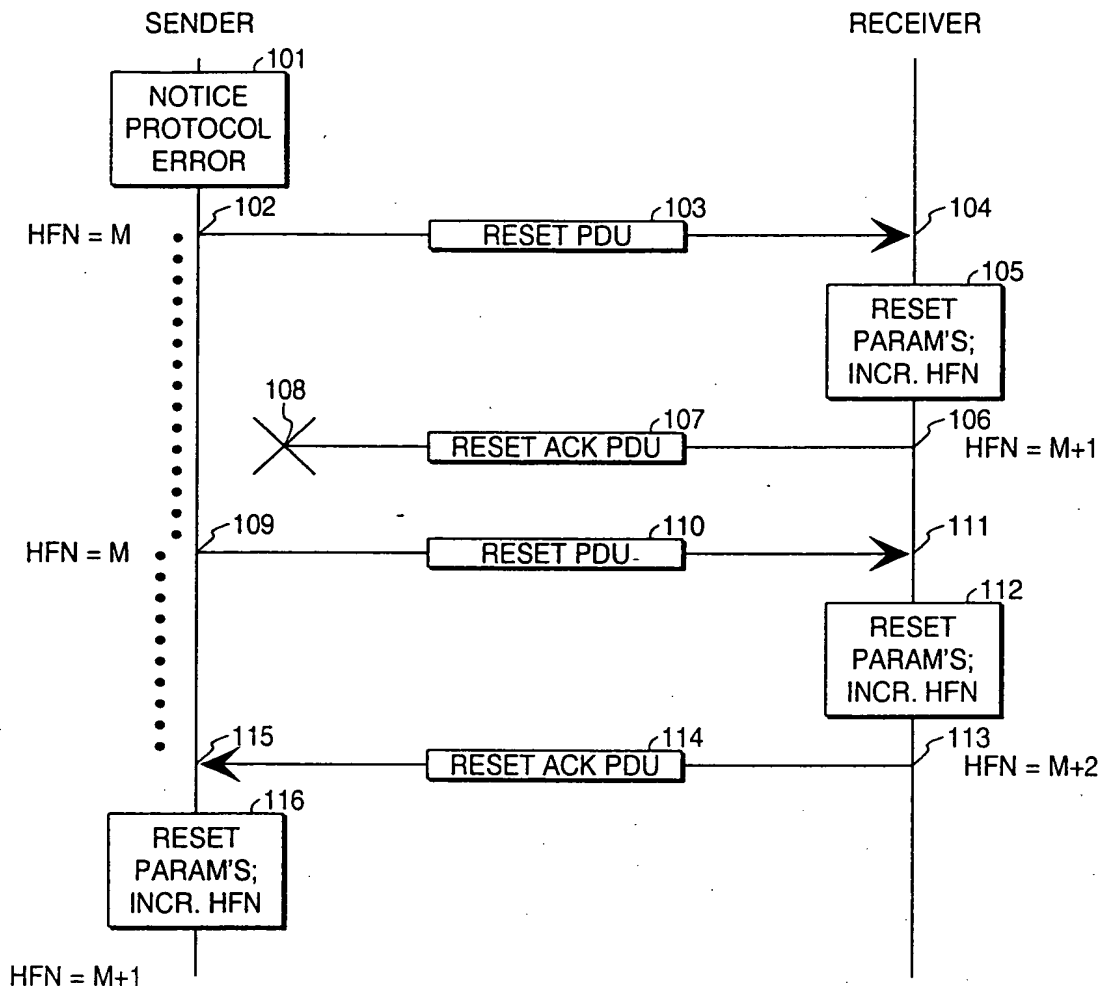 SENDER
RECEIVER
101
NOTICE
PROTOCOL
ERROR
HFN = M
102
103
RESET PDU
104
105
RESET
PARAM'S;
INCR. HFN
108
107
RESET ACK PDU
106
HFN = M+1
HFN = M
109
110
RESET PDU
111
112
RESET
PARAM'S;
INCR. HFN
115
114
RESET ACK PDU
113
HFN = M+2
116
RESET
PARAM'S;
INCR. HFN
HFN = M+1